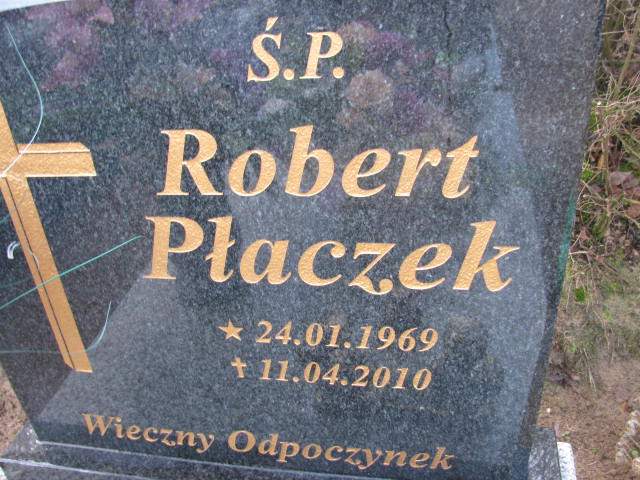 Ś.P.
Robert
Płaczek
★ 24.01.1969
✝ 11.04.2010
Wieczny Odpoczynek